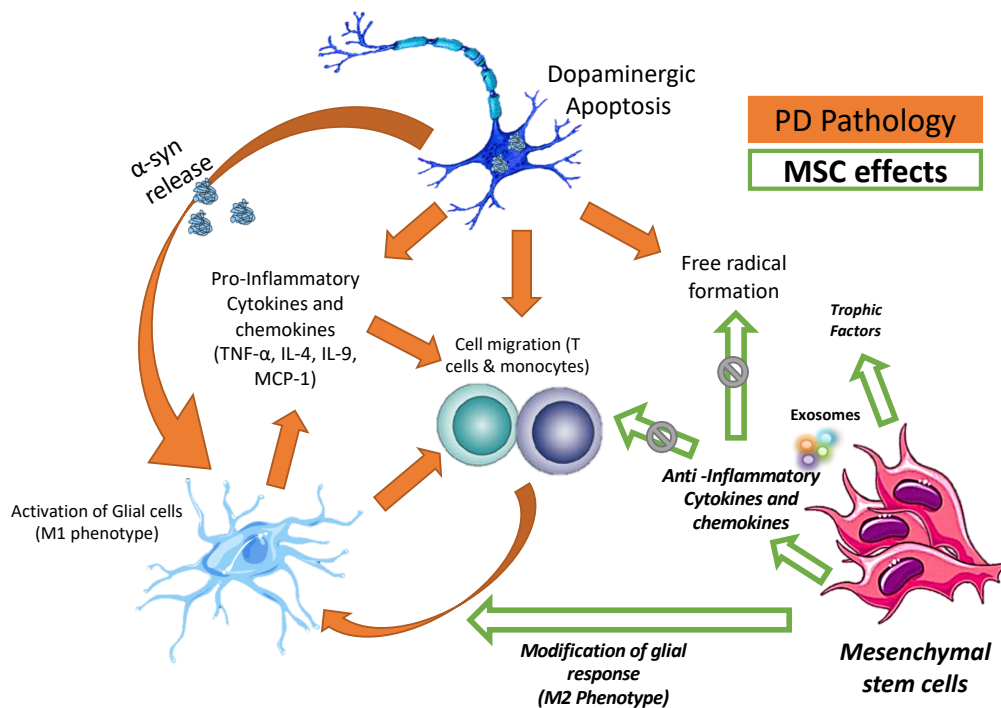 Dopaminergic
Apoptosis
PD Pathology
MSC effects
α-syn
release
Pro-Inflammatory
Cytokines and
chemokines
(TNF-α, IL-4, IL-9,
MCP-1)
Free radical
formation
Trophic
Factors
Cell migration (T
cells & monocytes)
Exosomes
Anti -Inflammatory
Cytokines and
chemokines
Activation of Glial cells
(M1 phenotype)
Modification of glial
response
(M2 Phenotype)
Mesenchymal
stem cells